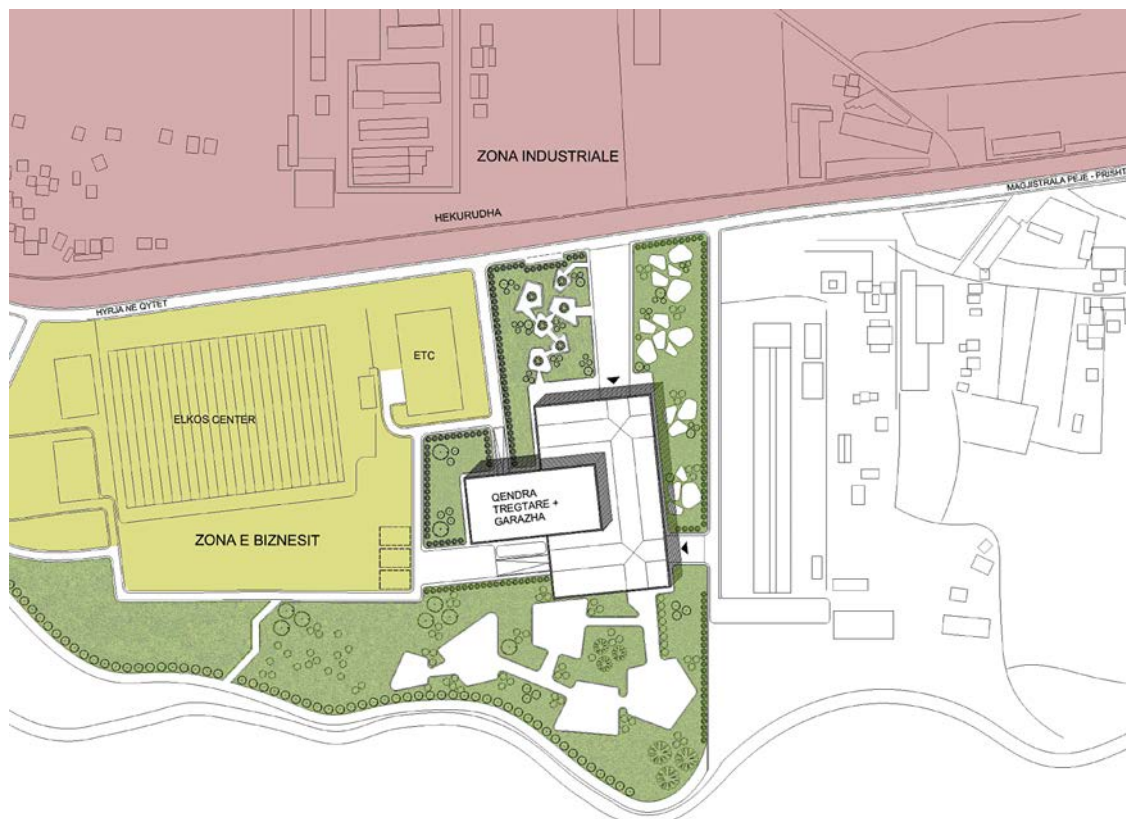 ZONA INDUSTRIALE
MAGJISTRALA PEJE - PRISHT
HEKURUDHA
HYRJA NE QYTET
ETC
ELKOS CENTER
QENDRA
TREGTARE +
GARAZHA
ZONA E BIZNESIT